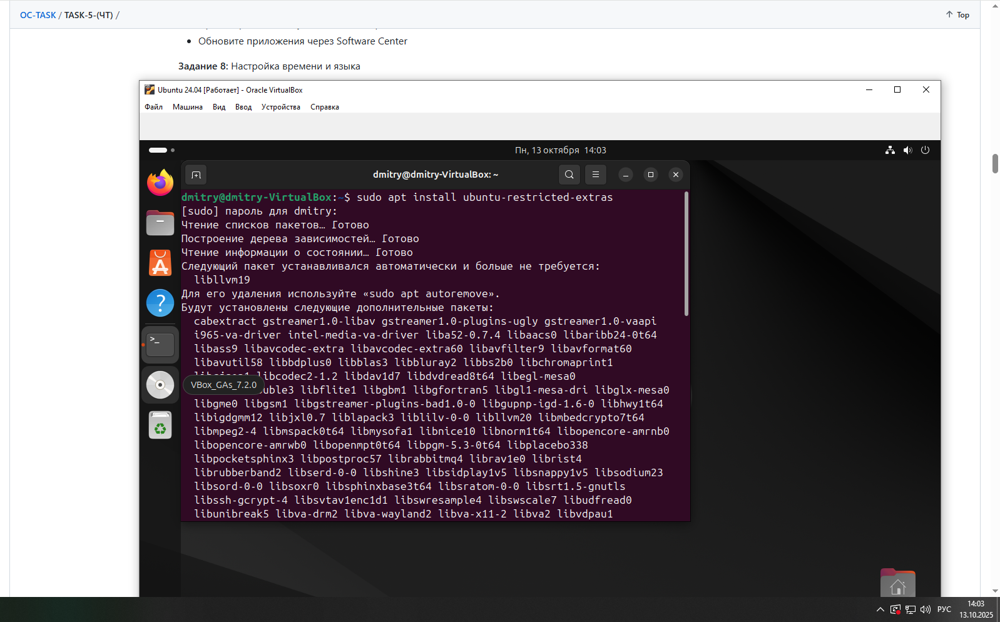 OC-TASK / TASK-5-(ЧТ) /
Top
Обновите приложения через Software Center
Задание 8: Настройка времени и языка
Ubuntu 24.04 [Работает] - Oracle VirtualBox
Файл Машина Вид Ввод Устройства Справка
Пн, 13 октября 14:03
dmitry@dmitry-VirtualBox: ~
dmitry@dmitry-VirtualBox:~$ sudo apt install ubuntu-restricted-extras
[sudo] пароль для dmitry:
Чтение списков пакетов… Готово
Построение дерева зависимостей… Готово
Чтение информации о состоянии… Готово
Следующий пакет устанавливался автоматически и больше не требуется:
libllvm19
Для его удаления используйте «sudo apt autoremove».
Будут установлены следующие дополнительные пакеты:
cabextract gstreamer1.0-libav gstreamer1.0-plugins-ugly gstreamer1.0-vaapi
i965-va-driver intel-media-va-driver liba52-0.7.4 libaacs0 libaribb24-0t64
libass9 libavcodec-extra libavcodec-extra60 libavfilter9 libavformat60
libavutil58 libbdplus0 libblas3 libbluray2 libbs2b0 libchromaprint1
libcodec2-1.2 libdav1d7 libdvdread8t64 libegl-mesa0
VBox_GAs_7.2.0
uble3 libflite1 libgbm1 libgfortran5 libgl1-mesa-dri libglx-mesa0
libgme0 libgsm1 libgstreamer-plugins-bad1.0-0 libgupnp-igd-1.6-0 libhwy1t64
libigdgmm12 libjxl0.7 liblapack3 liblilv-0-0 libllvm20 libmbedcrypto7t64
libmpeg2-4 libmspack0t64 libmysofa1 libnice10 libnorm1t64 libopencore-amrnb0
libopencore-amrwb0 libopenmpt0t64 libpgm-5.3-0t64 libplacebo338
libpocketsphinx3 libpostproc57 librabbitmq4 librav1e0 librist4
librubberband2 libserd-0-0 libshine3 libsidplay1v5 libsnappy1v5 libsodium23
libsord-0-0 libsoxr0 libsphinxbase3t64 libsratom-0-0 libsrt1.5-gnutls
libssh-gcrypt-4 libsvtav1enc1d1 libswresample4 libswscale7 libudfread0
libunibreak5 libva-drm2 libva-wayland2 libva-x11-2 libva2 libvdpau1
РУС
14:03
13.10.2025